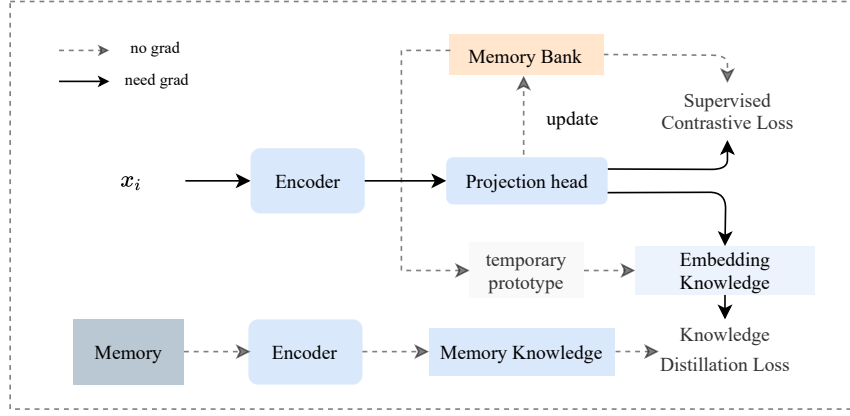 no grad
need grad
Memory Bank
update
Supervised
Contrastive Loss
x_i
Encoder
Projection head
temporary
prototype
Embedding
Knowledge
Memory
Encoder
Memory Knowledge
Knowledge
Distillation Loss